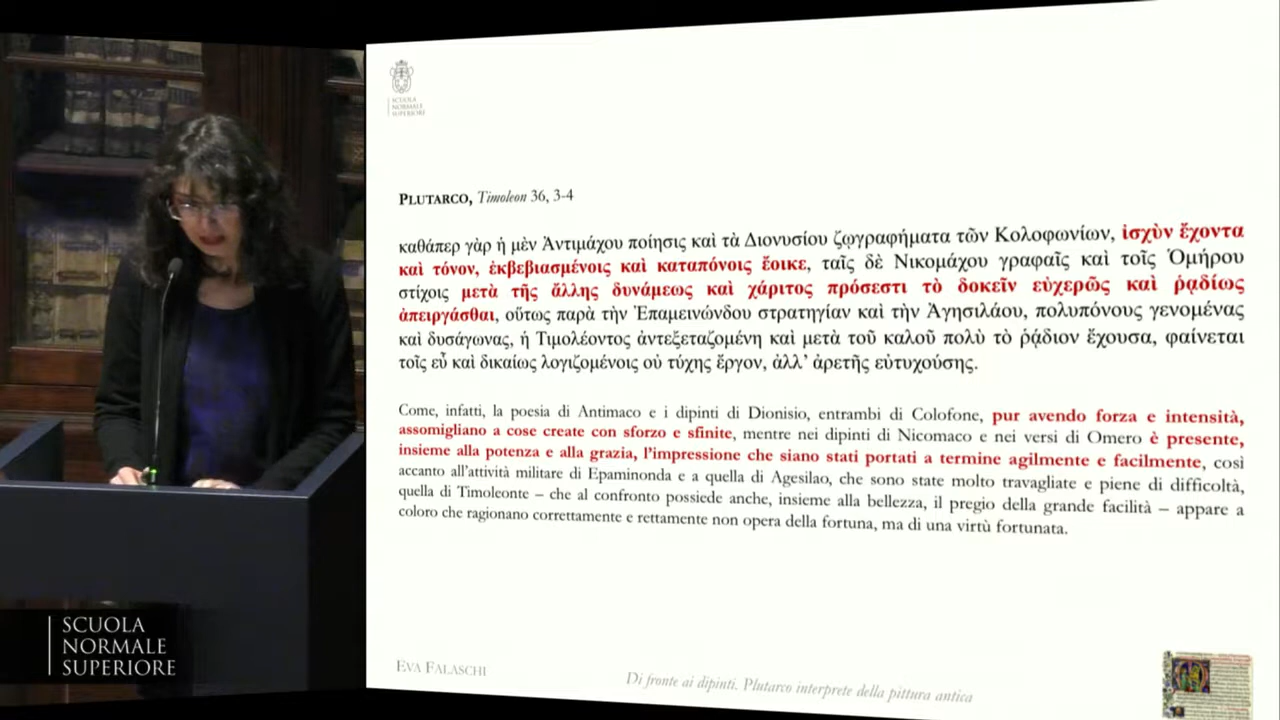 SCUOLA
NORMALE
SUPERIORE
PLUTARCO, Timoleon 36, 3-4
καθάπερ γὰρ ἡ μὲν Ἀντιμάχου ποίησις καὶ τὰ Διονυσίου ζῳγραφήματα τῶν Κολοφωνίων, ἰσχὺν ἔχοντα
καὶ τόνον, ἐκβεβιασμένοις καὶ καταπόνοις ἔοικε, ταῖς δὲ Νικομάχου γραφαῖς καὶ τοῖς Ὁμήρου
στίχοις μετὰ τῆς ἄλλης δυνάμεως καὶ χάριτος πρόσεστι τὸ δοκεῖν εὐχερῶς καὶ ῥᾳδίως
ἀπειργάσθαι, οὕτως παρὰ τὴν Ἐπαμεινώνδου στρατηγίαν καὶ τὴν Ἀγησιλάου, πολυπόνους γενομένας
καὶ δυσάγωνας, ἡ Τιμολέοντος ἀντεξεταζομένη καὶ μετὰ τοῦ καλοῦ πολὺ τὸ ῥᾴδιον ἔχουσα, φαίνεται
τοῖς εὖ καὶ δικαίως λογιζομένοις οὐ τύχης ἔργον, ἀλλ' ἀρετῆς εὐτυχούσης.
Come, infatti, la poesia di Antimaco e i dipinti di Dionisio, entrambi di Colofone, pur avendo forza e intensità,
assomigliano a cose create con sforzo e sfinite, mentre nei dipinti di Nicomaco e nei versi di Omero è presente,
insieme alla potenza e alla grazia, l'impressione che siano stati portati a termine agilmente e facilmente, così
accanto all'attività militare di Epaminonda e a quella di Agesilao, che sono state molto travagliate e piene di difficoltà,
quella di Timoleonte – che al confronto possiede anche, insieme alla bellezza, il pregio della grande facilità – appare a
coloro che ragionano correttamente e rettamente non opera della fortuna, ma di una virtù fortunata.
EVA FALASCHI
Di fronte ai dipinti. Plutarco interprete della pittura antica
SCUOLA
NORMALE
SUPERIORE